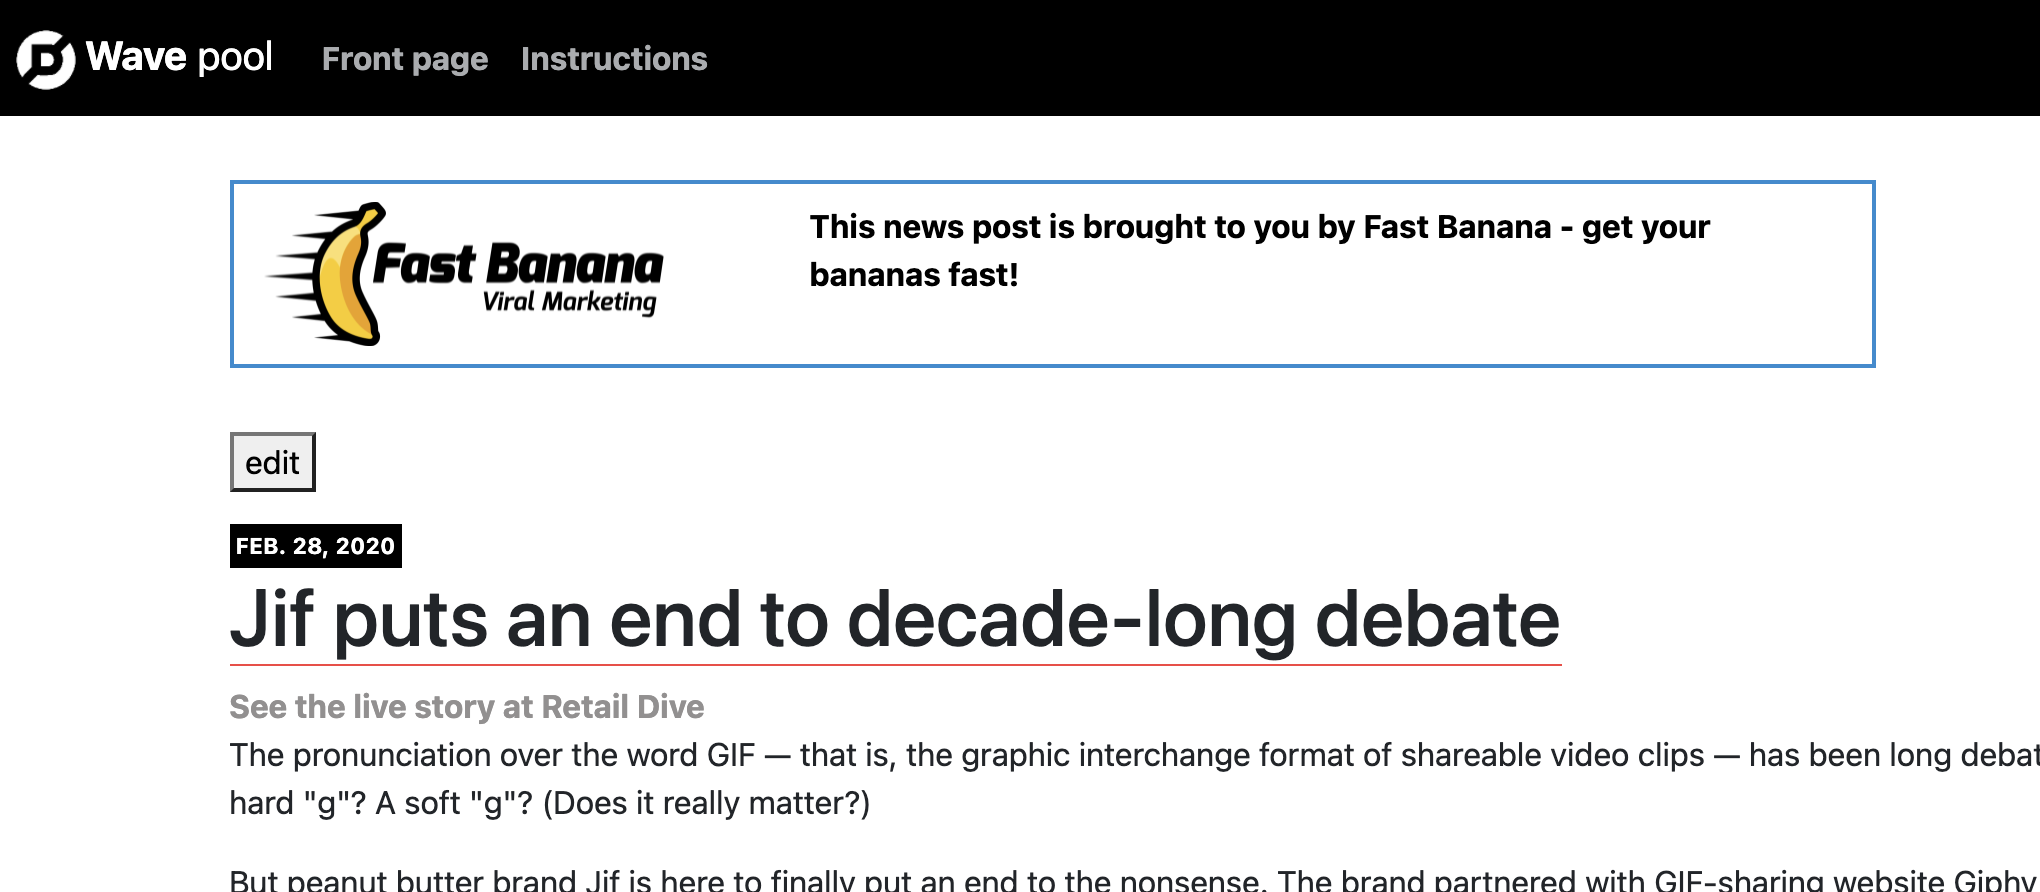 Wave pool Front page Instructions
Fast Banana
Viral Marketing
This news post is brought to you by Fast Banana - get your
bananas fast!
edit
FEB. 28, 2020
Jif puts an end to decade-long debate
See the live story at Retail Dive
The pronunciation over the word GIF — that is, the graphic interchange format of shareable video clips — has been long
hard "g"? A soft "g"? (Does it really matter?)
But peanut butter brand Jif is here to finally put an end to the nonsense. The brand partnered with GIF-sharing website Giphy